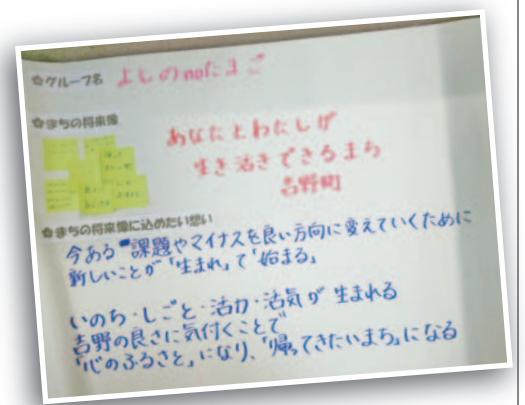 ✿グループ名 よしのnoたまご
✿まちの将来像
あなたとわたしが
生き活きできるまち
吉野町
✿まちの将来像に込めたい想い
今ある課題やマイナスを良い方向に変えていくために
新しいことが「生まれ」て「始まる」
いのち・しごと・活力・活気が生まれる
吉野の良さに気付くことで
「心のふるさと」になり、「帰ってきたいまち」になる